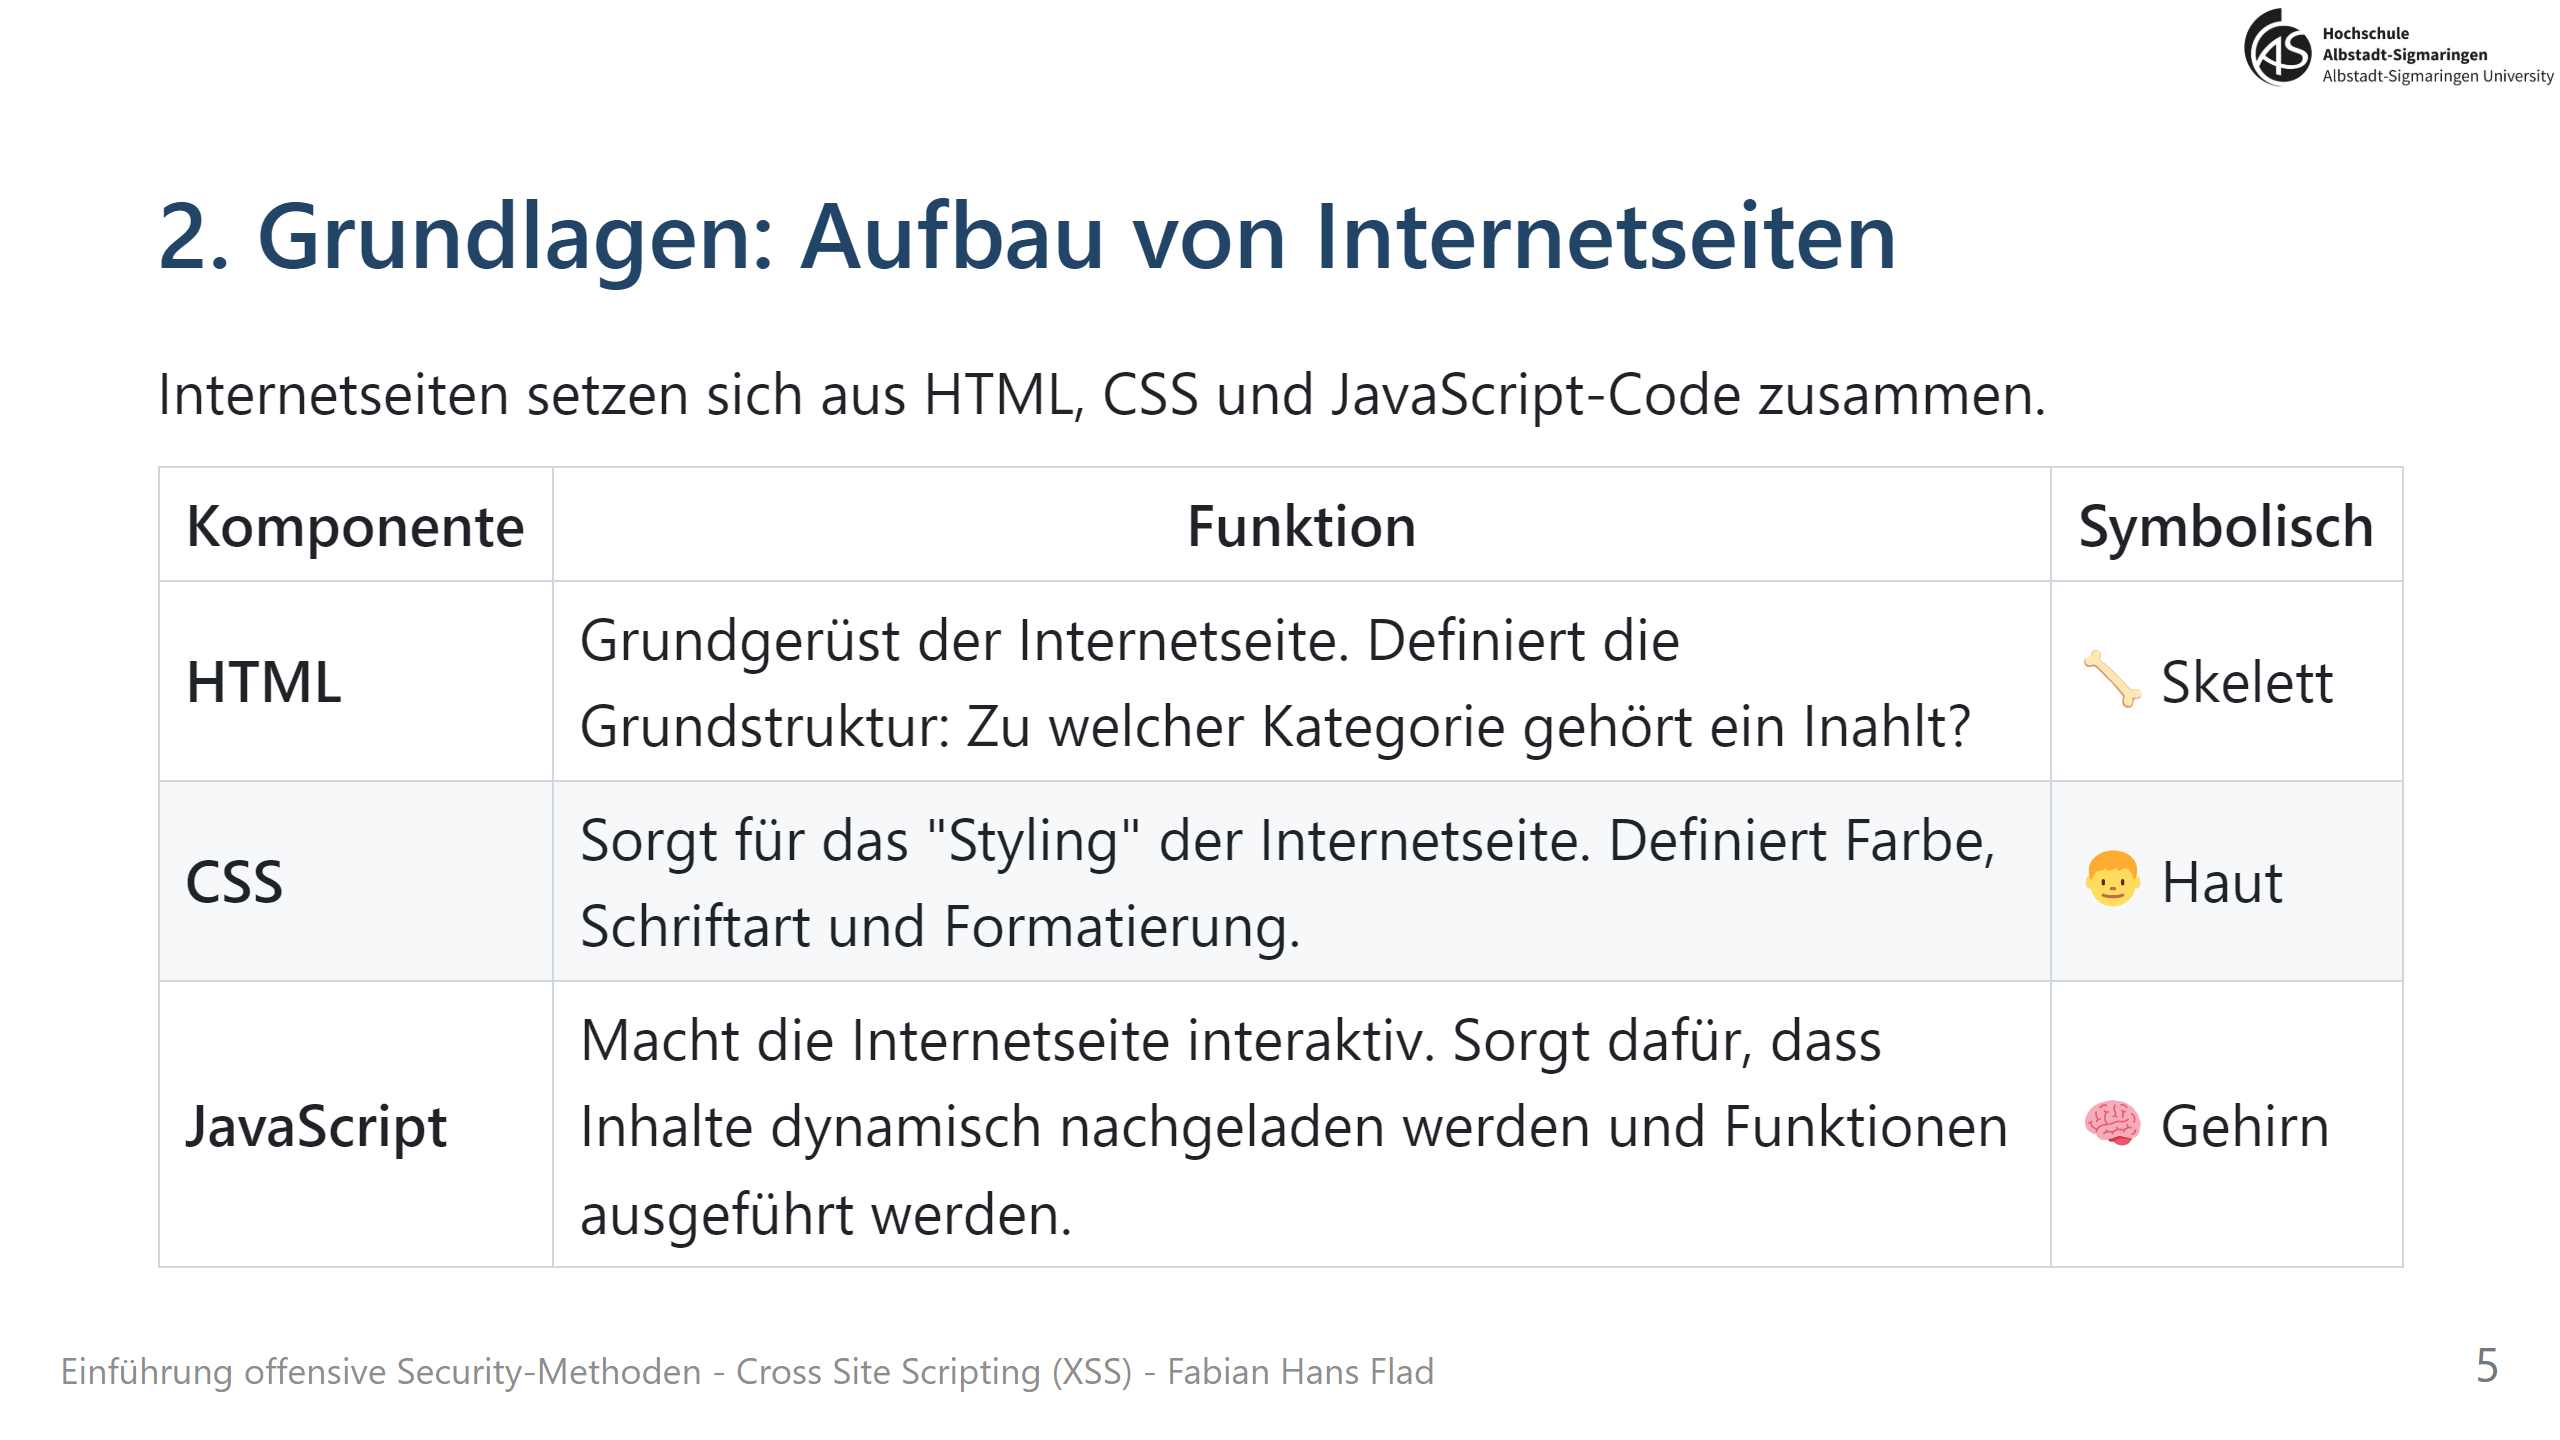 Hochschule
Albstadt-Sigmaringen
Albstadt-Sigmaringen University
2. Grundlagen: Aufbau von Internetseiten
Internetseiten setzen sich aus HTML, CSS und JavaScript-Code zusammen.
Komponente
Funktion
Symbolisch
HTML
Grundgerüst der Internetseite. Definiert die
Grundstruktur: Zu welcher Kategorie gehört ein Inahlt?
Skelett
CSS
Sorgt für das "Styling" der Internetseite. Definiert Farbe,
Schriftart und Formatierung.
Haut
JavaScript
Macht die Internetseite interaktiv. Sorgt dafür, dass
Inhalte dynamisch nachgeladen werden und Funktionen
ausgeführt werden.
Gehirn
Einführung offensive Security-Methoden - Cross Site Scripting (XSS) - Fabian Hans Flad
5